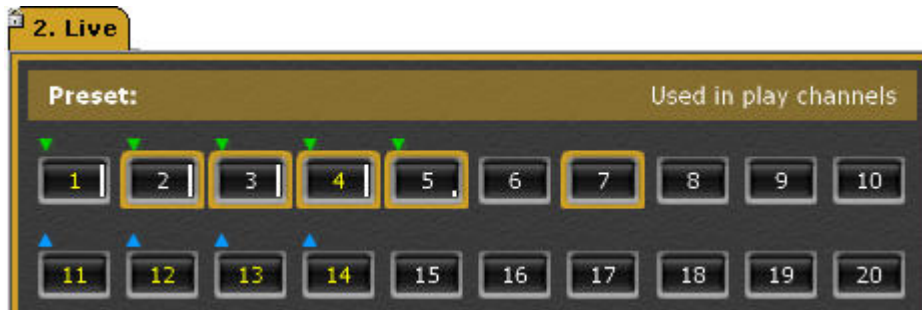 2. Live
Preset: Used in play channels
1 2 3 4 5 6 7 8 9 10
11 12 13 14 15 16 17 18 19 20